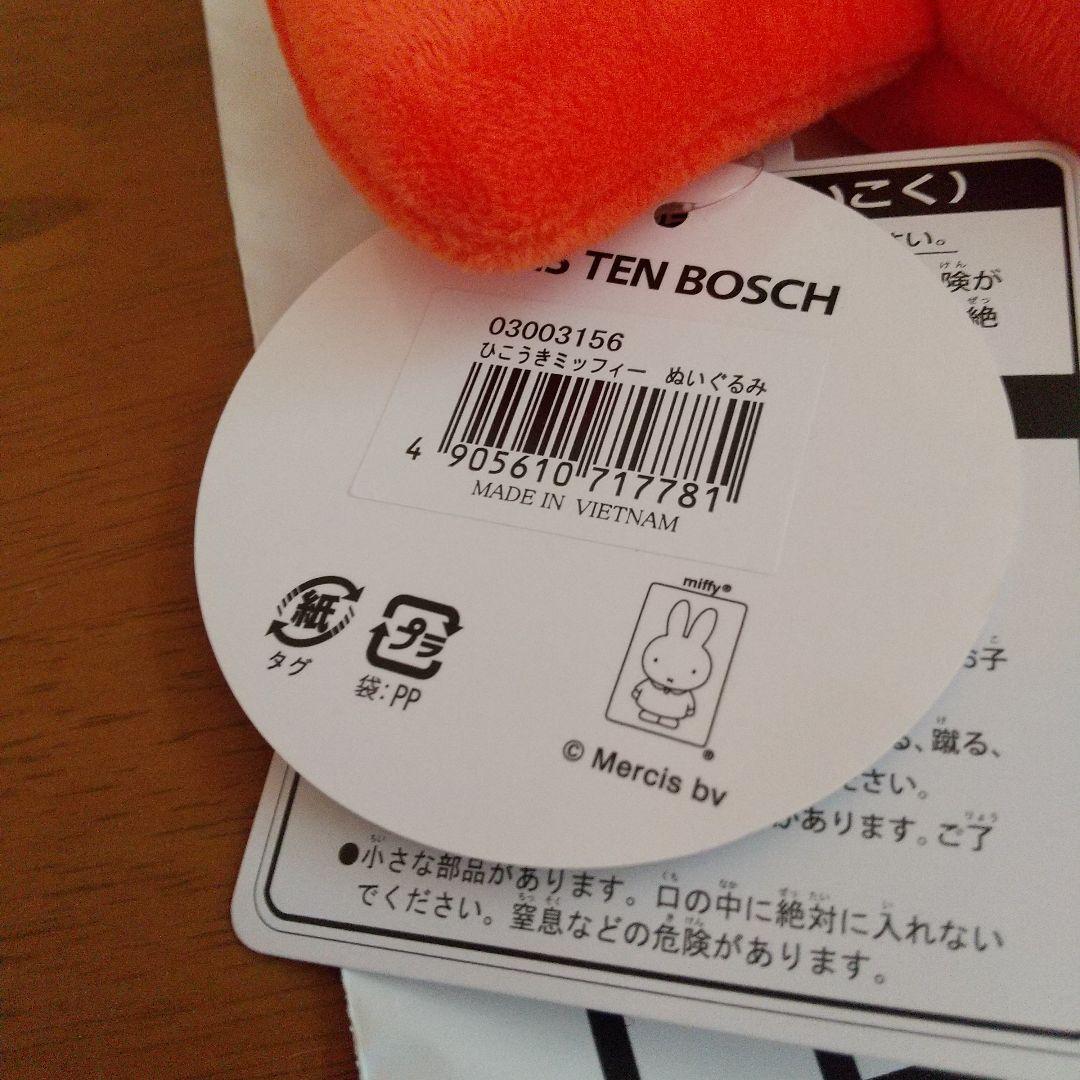 TEN BOSCH
03003156
ひこうきミッフィー ぬいぐるみ
4 905610 717781
MADE IN VIETNAM
紙
タグ
プラ
袋：PP
miffy®
®
© Mercis bv
こく）
い。
険が
絶
子
る、蹴る、
ださい。
があります。ご了
●小さな部品があります。口の中に絶対に入れない
でください。窒息などの危険があります。